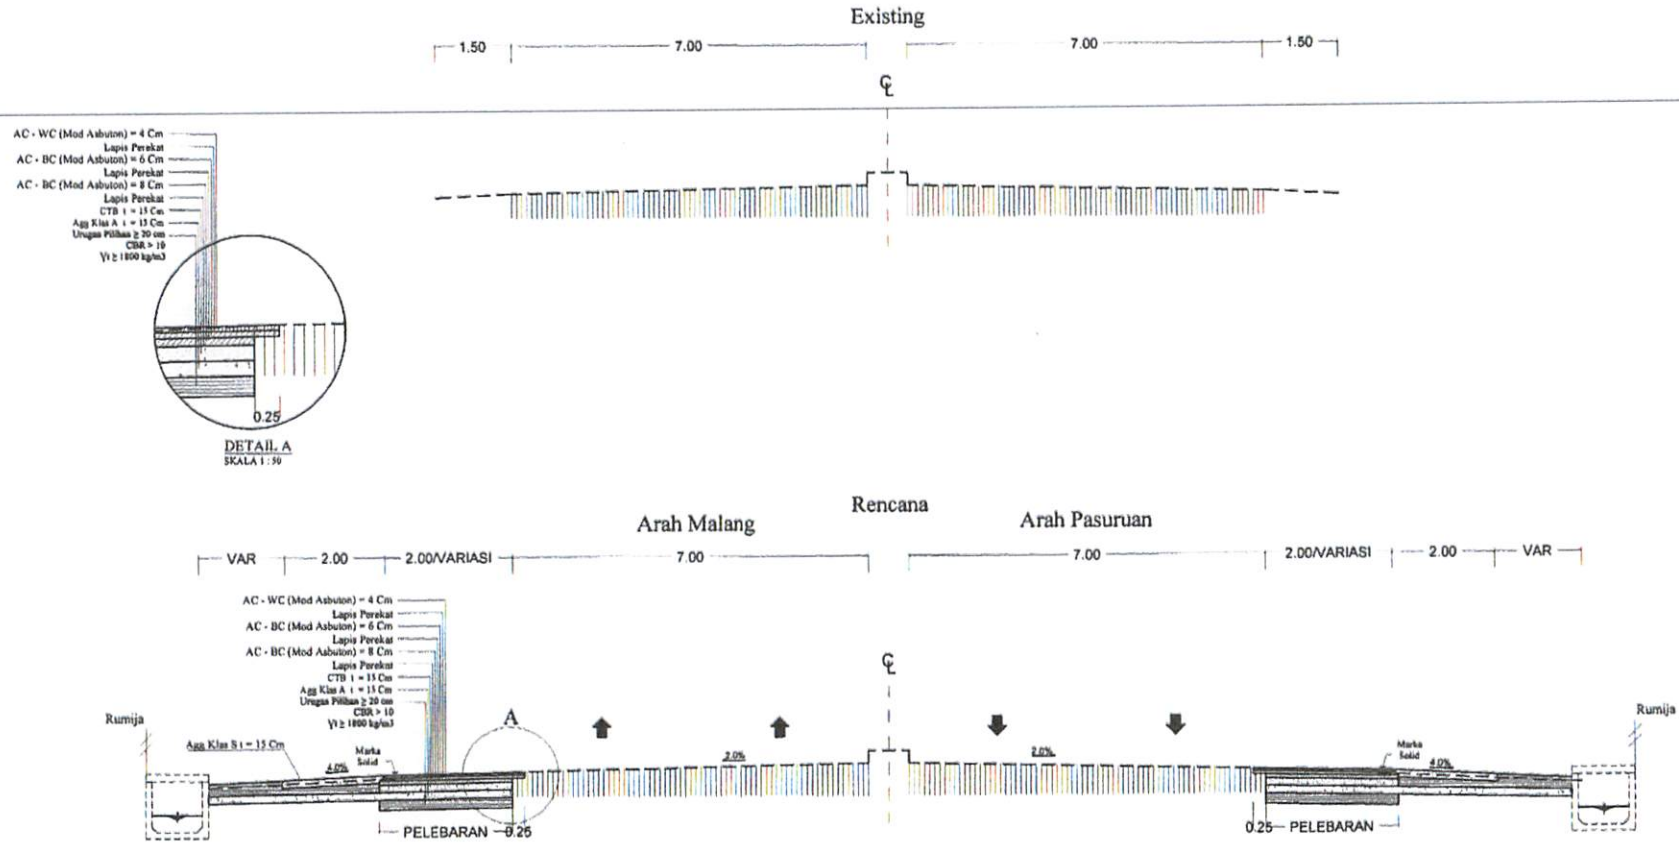 Existing
1.50 7.00 7.00 1.50
℄
AC - WC (Mod Asbuton) = 4 Cm
Lapis Perekat
AC - BC (Mod Asbuton) = 6 Cm
Lapis Perekat
AC - BC (Mod Asbuton) = 8 Cm
Lapis Perekat
CTB t = 15 Cm
Agg Klas A t = 15 Cm
Urugan Pilihan ≥ 20 cm
CBR > 10
γt ≥ 1800 kg/m3
0.25
DETAIL A
SKALA 1 : 50
Rencana
Arah Malang Arah Pasuruan
VAR 2.00 2.00/VARIASI 7.00 7.00 2.00/VARIASI 2.00 VAR
AC - WC (Mod Asbuton) = 4 Cm
Lapis Perekat
AC - BC (Mod Asbuton) = 6 Cm
Lapis Perekat
AC - BC (Mod Asbuton) = 8 Cm
Lapis Perekat
CTB t = 15 Cm
Agg Klas A t = 15 Cm
Urugan Pilihan ≥ 20 cm
CBR > 10
γt ≥ 1800 kg/m3
℄
Rumija A Rumija
Agg Klas S t = 15 Cm
Marka
Solid
4.0% 2.0% 2.0%
Marka
Solid
4.0%
PELEBARAN 0.25 0.25 PELEBARAN